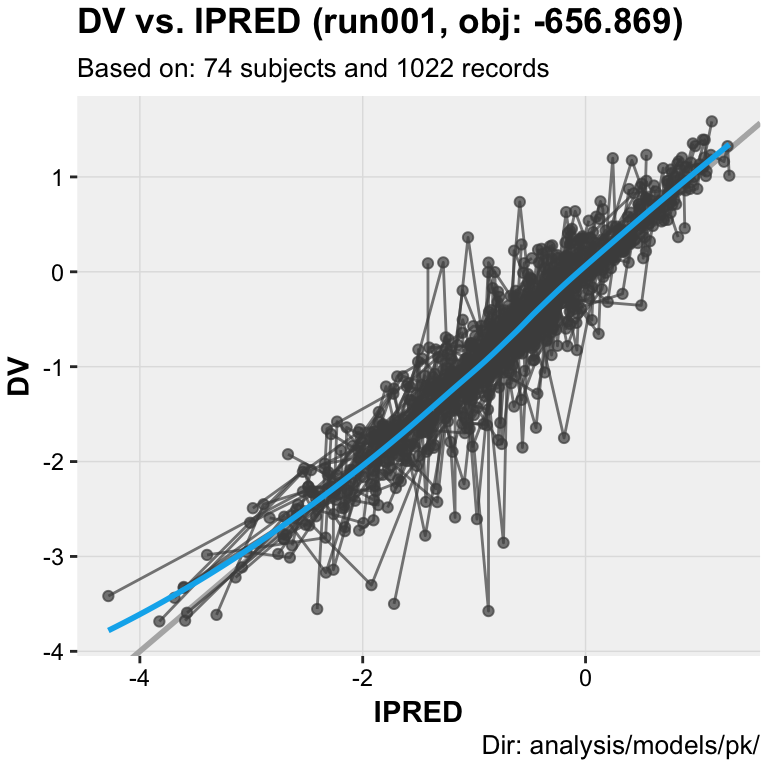 DV vs. IPRED (run001, obj: -656.869)
Based on: 74 subjects and 1022 records
1
0
-1
-2
-3
-4
DV
-4
-2
0
IPRED
Dir: analysis/models/pk/